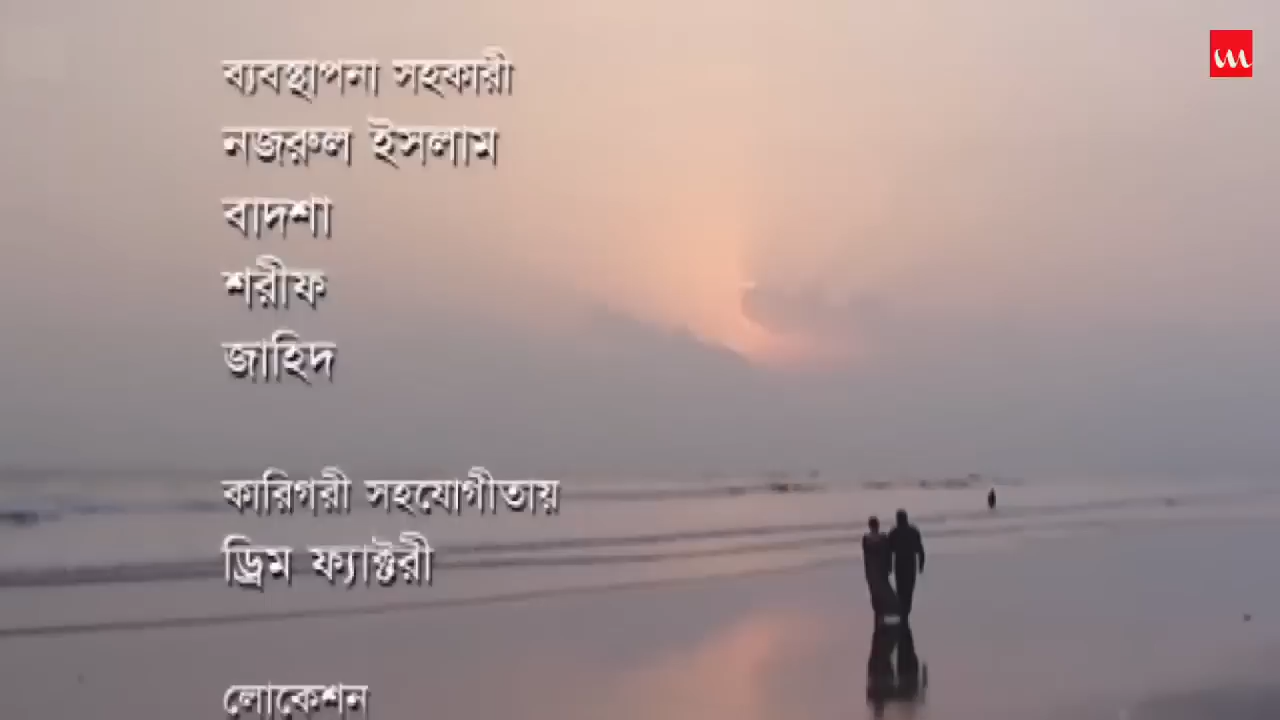 ব্যবস্থাপনা সহকারী
নজরুল ইসলাম
বাদশা
শরীফ
জাহিদ
কারিগরী সহযোগীতায়
ড্রিম ফ্যাক্টরী
লোকেশন